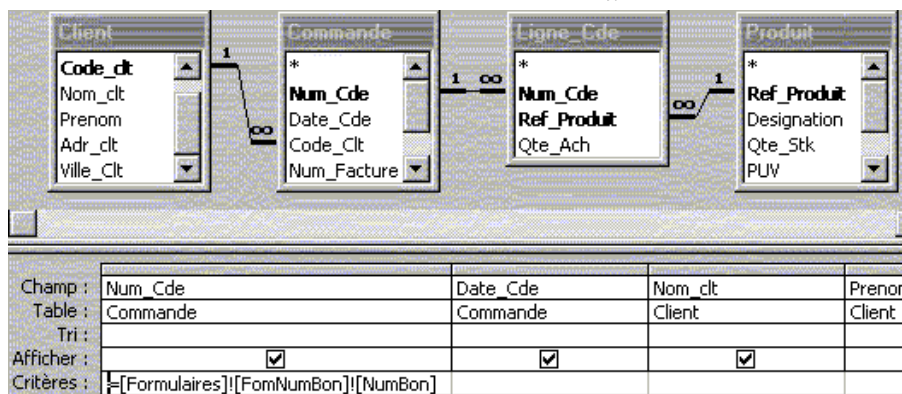 Client Commande Ligne_Cde Produit
Code_clt
Nom_clt
Prenom
Adr_clt
Ville_Clt
1
∞
*
Num_Cde
Date_Cde
Code_Clt
Num_Facture
1 ∞
*
Num_Cde
Ref_Produit
Qte_Ach
∞
1
*
Ref_Produit
Designation
Qte_Stk
PUV
Champ : Num_Cde Date_Cde Nom_clt Prenom
Table : Commande Commande Client Client
Tri :
Afficher :
Critères : =[Formulaires]![FomNumBon]![NumBon]